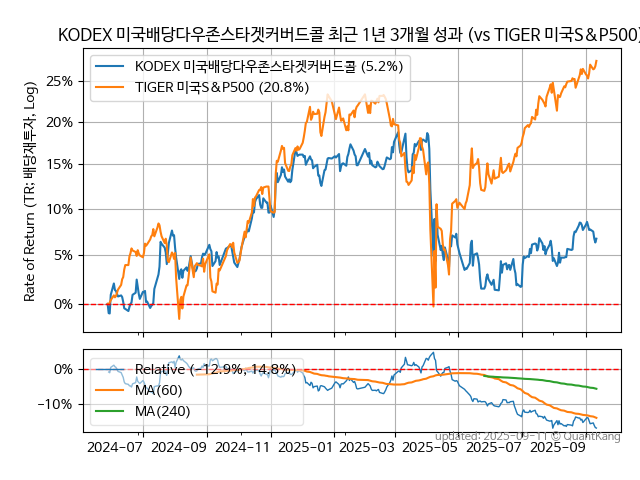 KODEX 미국배당다우존스타겟커버드콜 최근 1년 3개월 성과 (vs TIGER 미국S&P500)
Rate of Return (TR: 배당재투자, Log)
25%
20%
15%
10%
5%
0%
KODEX 미국배당다우존스타겟커버드콜 (5.2%)
TIGER 미국S&P500 (20.8%)
0%
−10%
Relative (−12.9%, 14.8%)
MA(60)
MA(240)
updated: 2025-09-11 © QuantKang
2024-07
2024-09
2024-11
2025-01
2025-03
2025-05
2025-07
2025-09